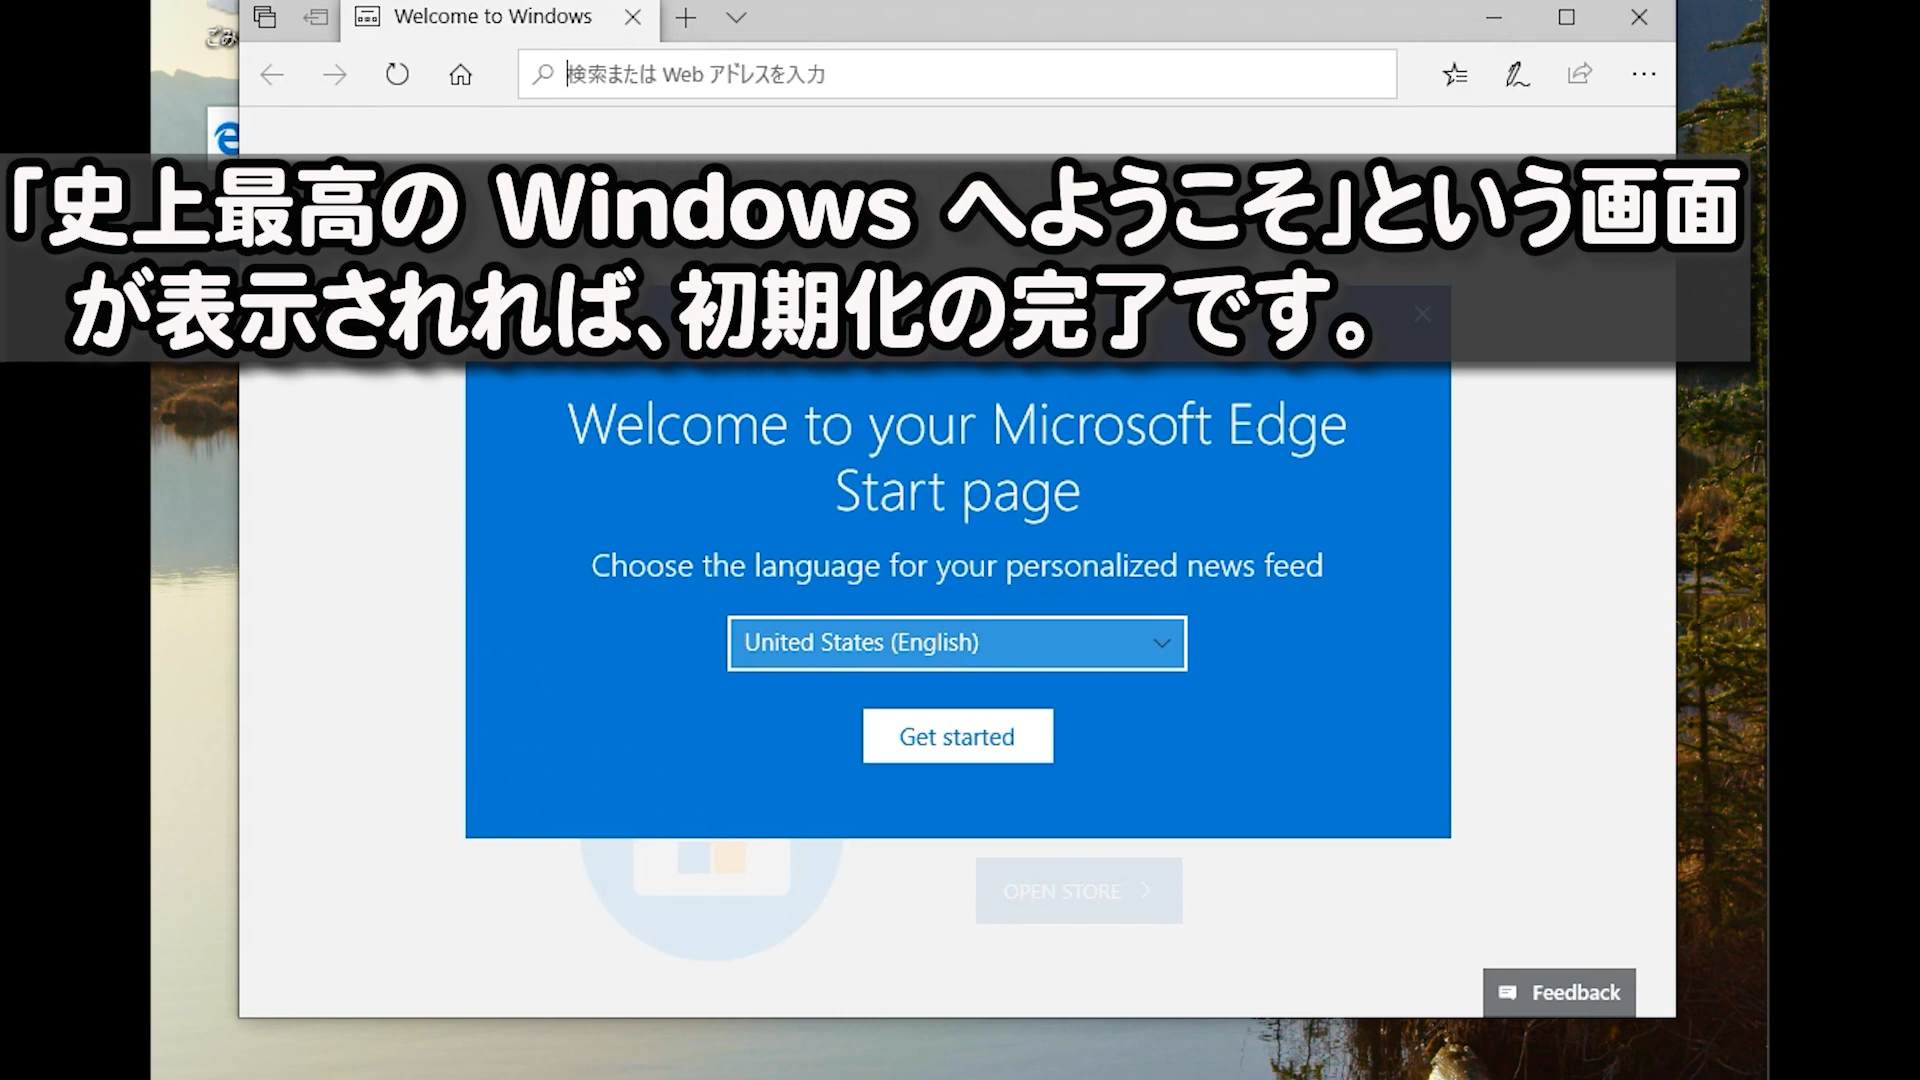 Welcome to Windows
ごみ
検索または Web アドレスを入力
「史上最高の Windows へようこそ」という画面
が表示されれば、初期化の完了です。
Welcome to your Microsoft Edge
Start page
Choose the language for your personalized news feed
United States (English)
Get started
OPEN STORE
Feedback